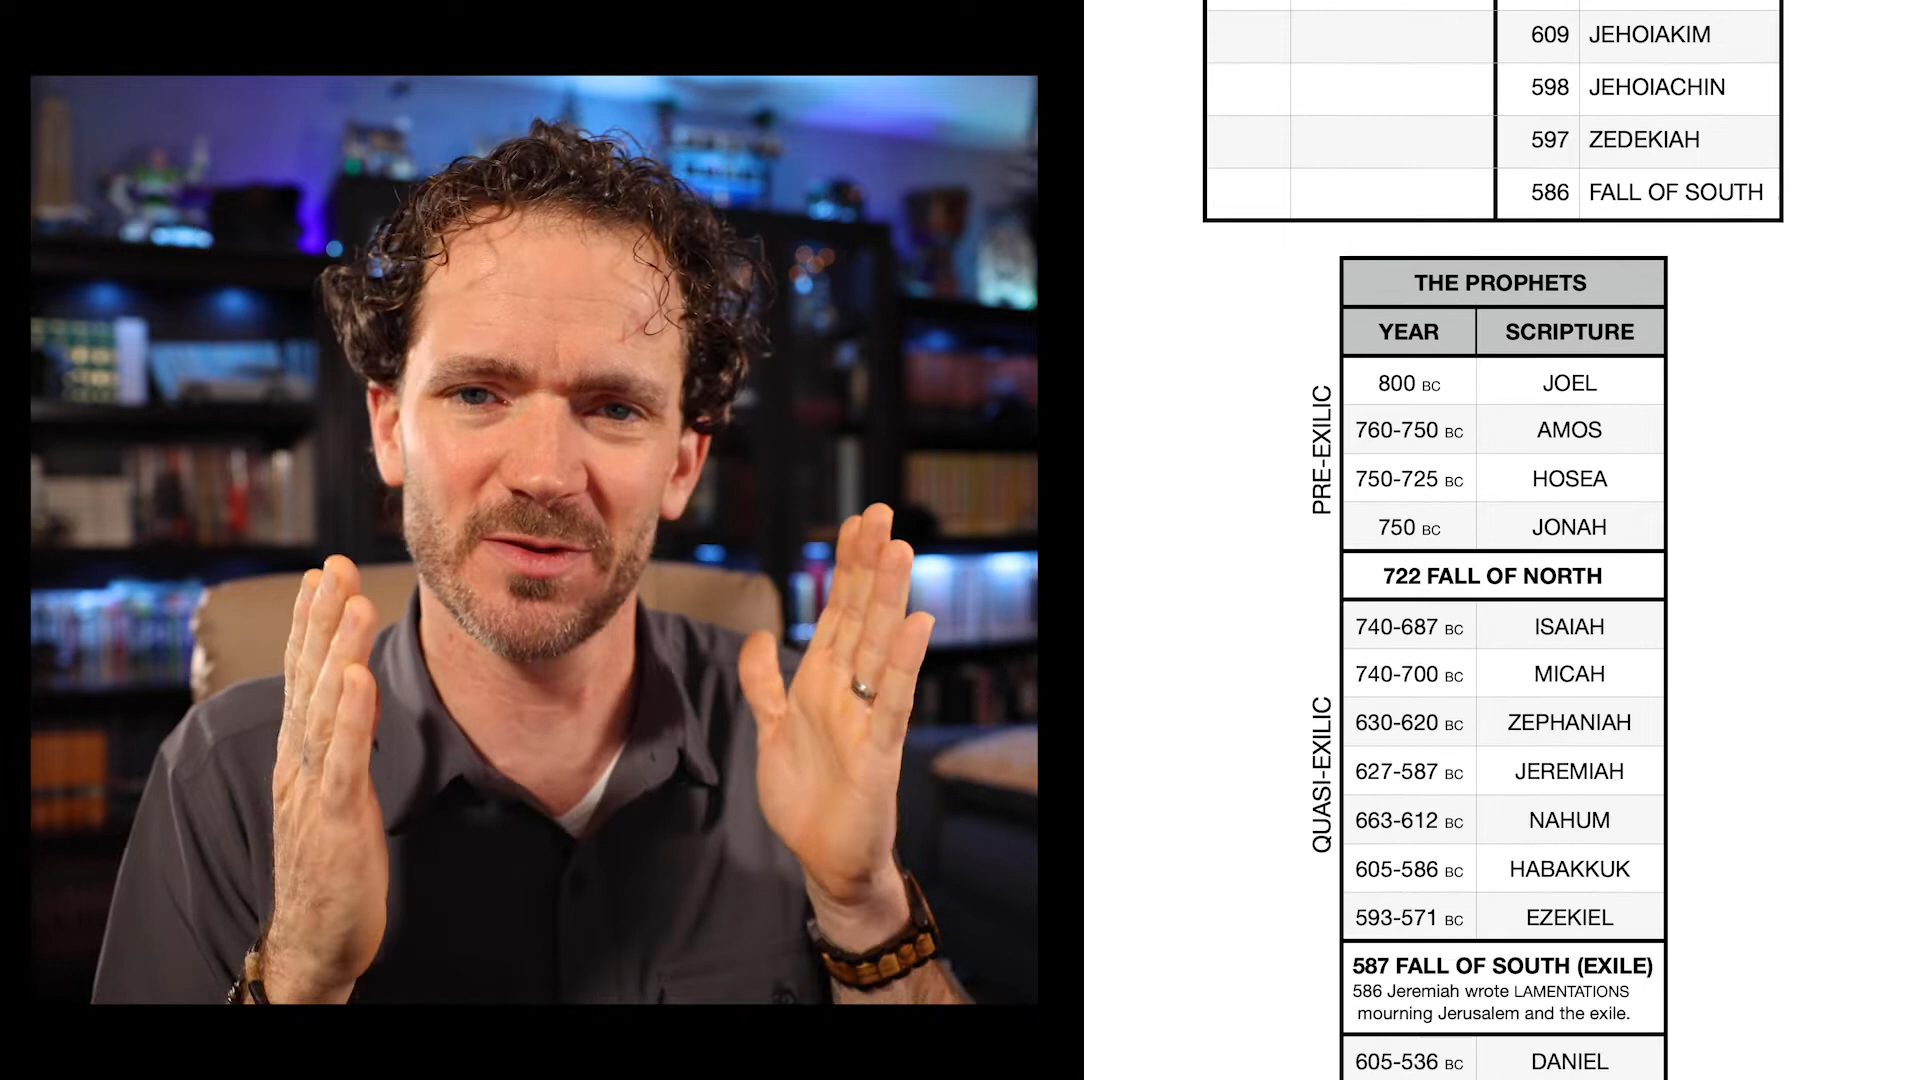 609 JEHOIAKIM
598 JEHOIACHIN
597 ZEDEKIAH
586 FALL OF SOUTH
THE PROPHETS
YEAR SCRIPTURE
PRE-EXILIC
800 BC JOEL
760-750 BC AMOS
750-725 BC HOSEA
750 BC JONAH
722 FALL OF NORTH
QUASI-EXILIC
740-687 BC ISAIAH
740-700 BC MICAH
630-620 BC ZEPHANIAH
627-587 BC JEREMIAH
663-612 BC NAHUM
605-586 BC HABAKKUK
593-571 BC EZEKIEL
587 FALL OF SOUTH (EXILE)
586 Jeremiah wrote LAMENTATIONS
mourning Jerusalem and the exile.
605-536 BC DANIEL